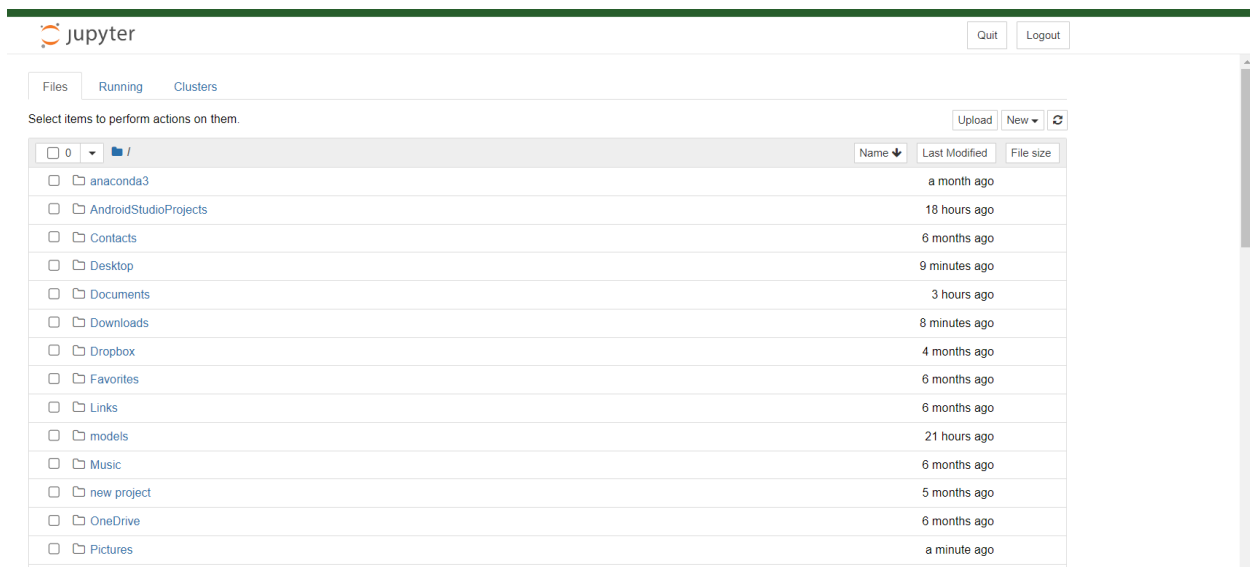 jupyter Quit Logout
Files Running Clusters
Select items to perform actions on them. Upload New
0 / Name Last Modified File size
anaconda3 a month ago
AndroidStudioProjects 18 hours ago
Contacts 6 months ago
Desktop 9 minutes ago
Documents 3 hours ago
Downloads 8 minutes ago
Dropbox 4 months ago
Favorites 6 months ago
Links 6 months ago
models 21 hours ago
Music 6 months ago
new project 5 months ago
OneDrive 6 months ago
Pictures a minute ago